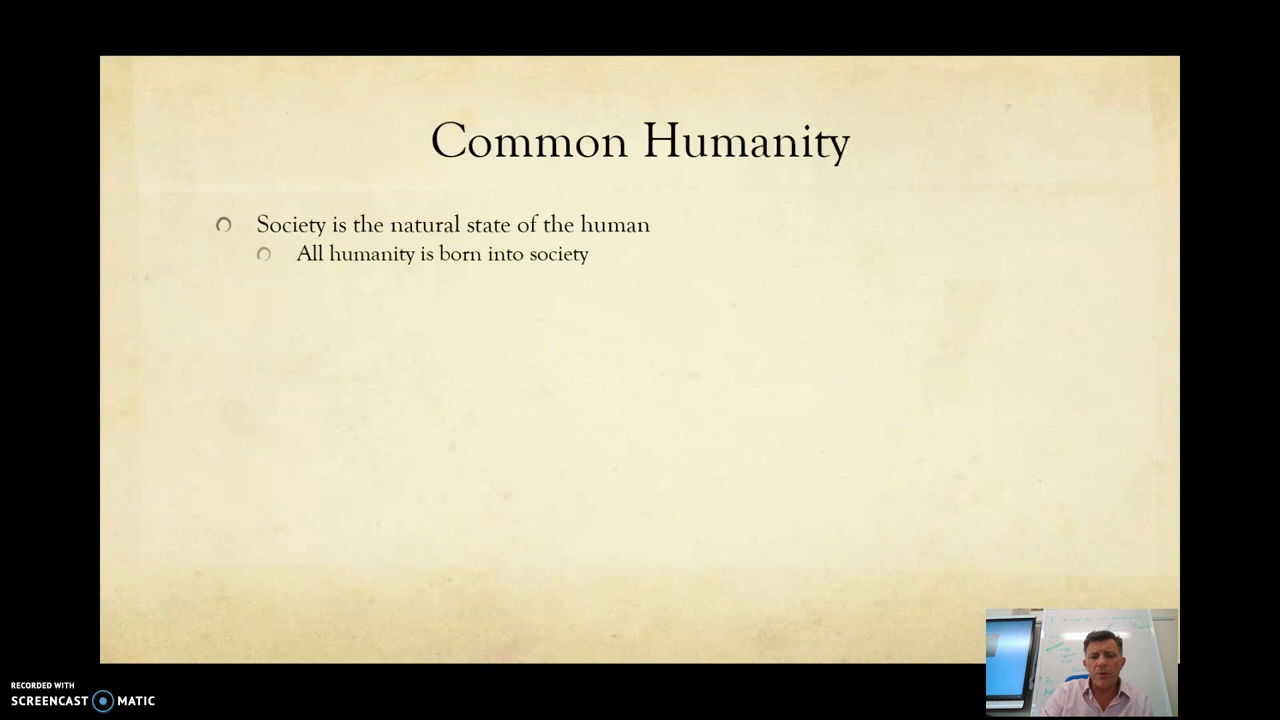 Common Humanity
Society is the natural state of the human
All humanity is born into society
RECORDED WITH
SCREENCAST MATIC